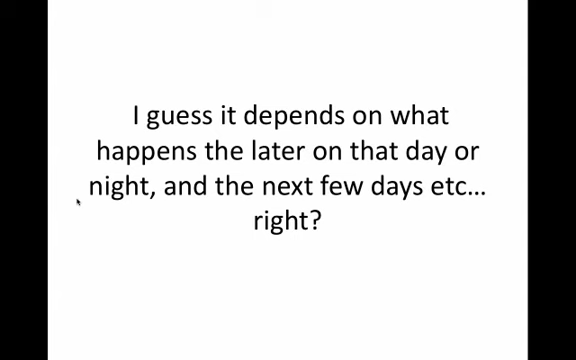 I guess it depends on what
happens the later on that day or
night, and the next few days etc...
right?